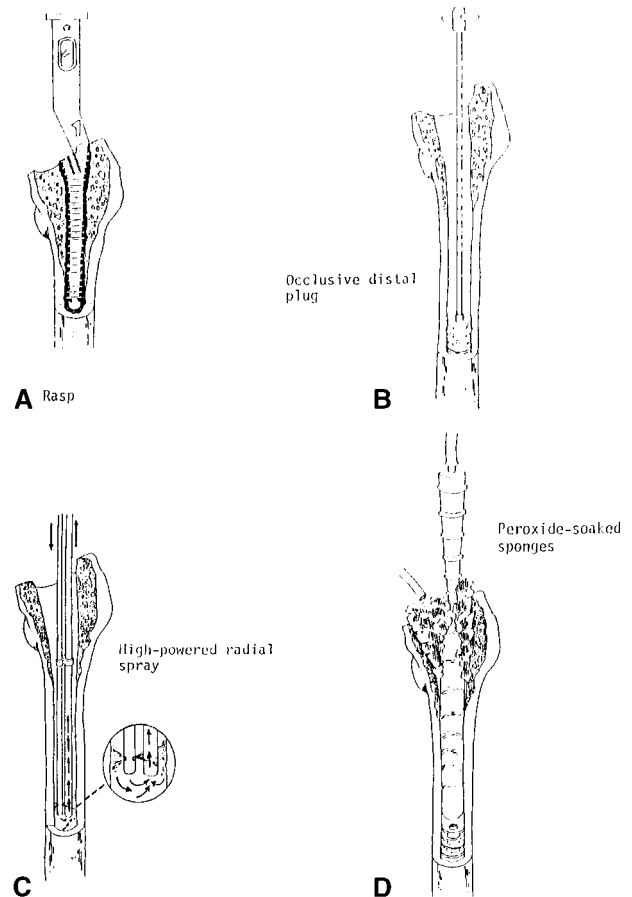 A Rasp
Occlusive distal
plug
B
High-powered radial
spray
C
Peroxide-soaked
sponges
D